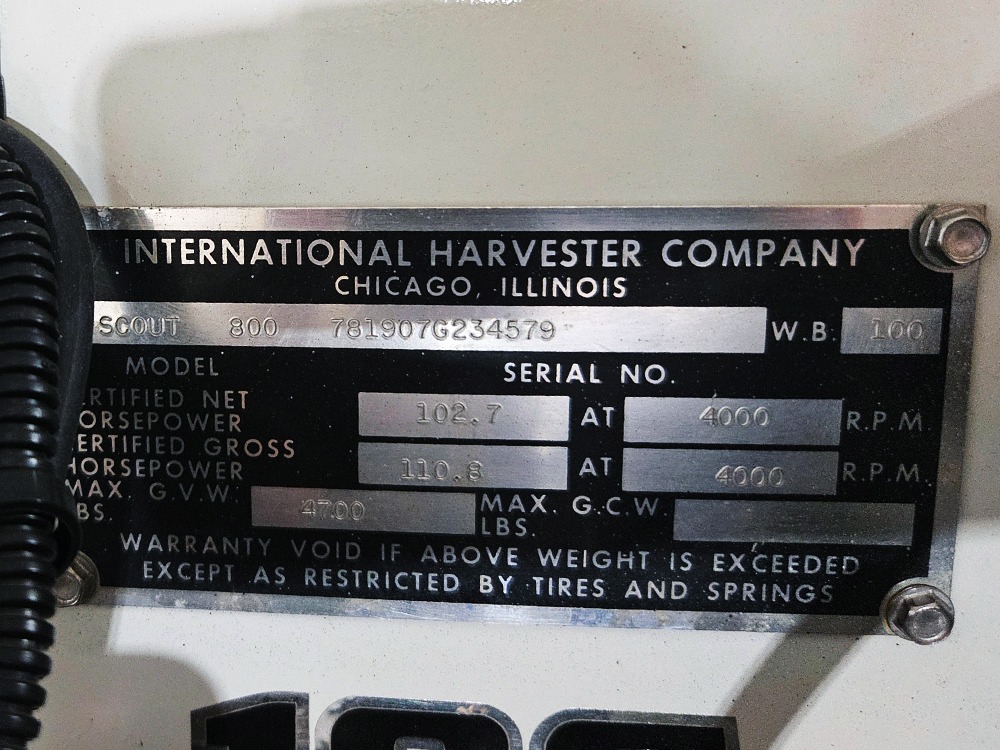 INTERNATIONAL HARVESTER COMPANY
CHICAGO, ILLINOIS
SCOUT 800 781907G234579 W.B. 100
MODEL SERIAL NO.
ERTIFIED NET
ORSEPOWER 102.7 AT 4000 R.P.M.
ERTIFIED GROSS
HORSEPOWER 110.8 AT 4000 R.P.M.
MAX. G.V.W. 4700 MAX. G.C.W.
BS. LBS.
WARRANTY VOID IF ABOVE WEIGHT IS EXCEEDED
EXCEPT AS RESTRICTED BY TIRES AND SPRINGS